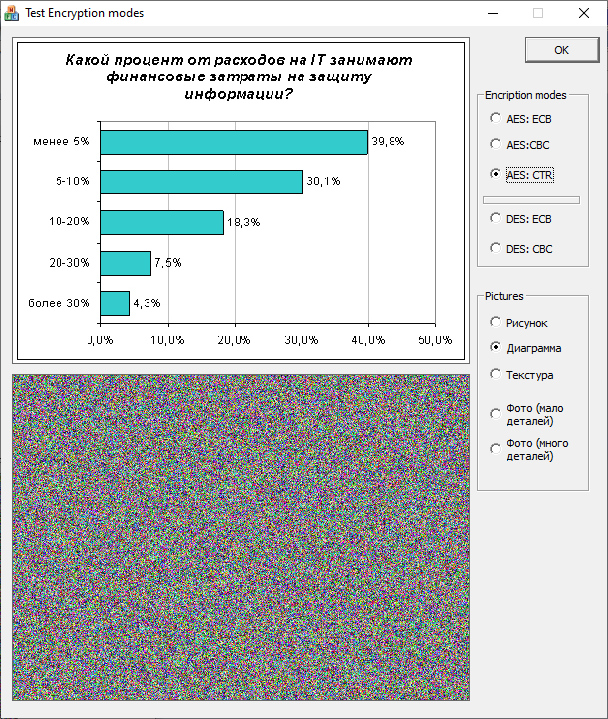 Test Encryption modes
Какой процент от расходов на IT занимают
финансовые затраты на защиту
информации?
менее 5%
39,8%
5-10%
30,1%
10-20%
18,3%
20-30%
7,5%
более 30%
4,3%
0,0% 10,0% 20,0% 30,0% 40,0% 50,0%
OK
Encription modes
AES: ECB
AES:CBC
AES: CTR
DES: ECB
DES: CBC
Pictures
Рисунок
Диаграмма
Текстура
Фото (мало
деталей)
Фото (много
деталей)